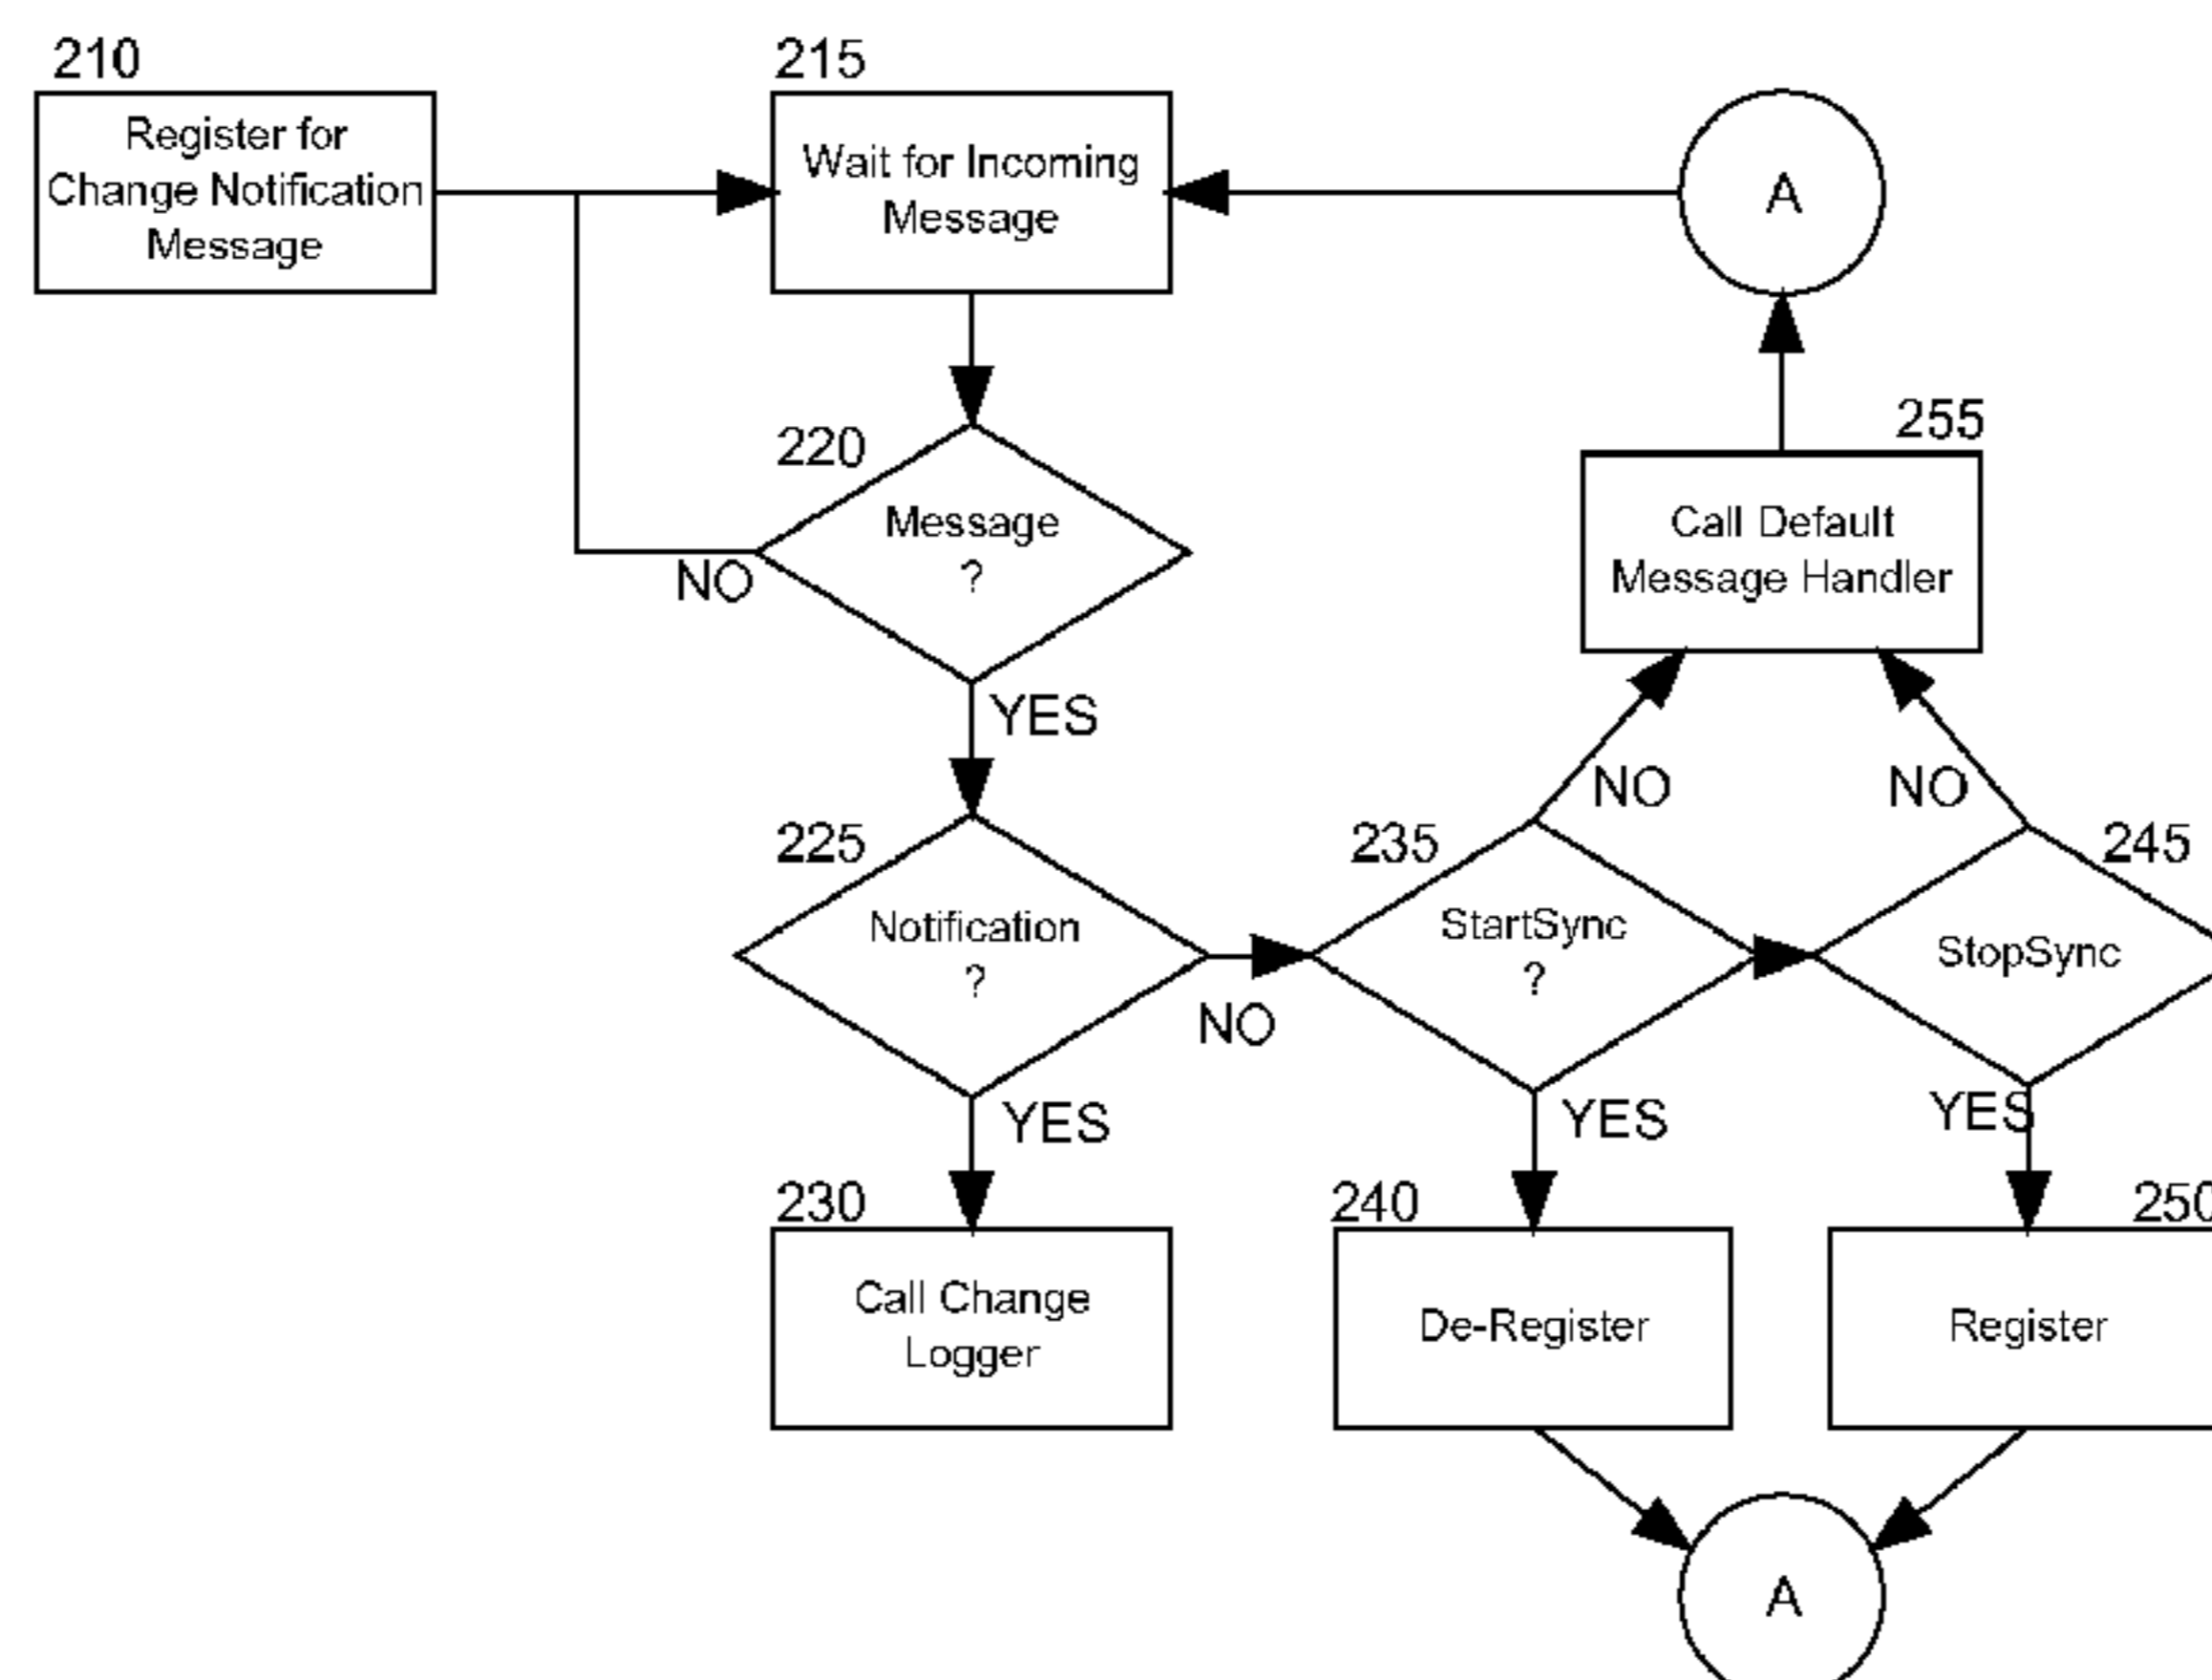 210
Register for
Change Notification
Message
215
Wait for Incoming
Message
A
220
Message
?
NO
YES
255
Call Default
Message Handler
NO
NO
225
Notification
?
NO
YES
235
StartSync
?
YES
245
StopSync
YES
230
Call Change
Logger
240
De-Register
250
Register
A